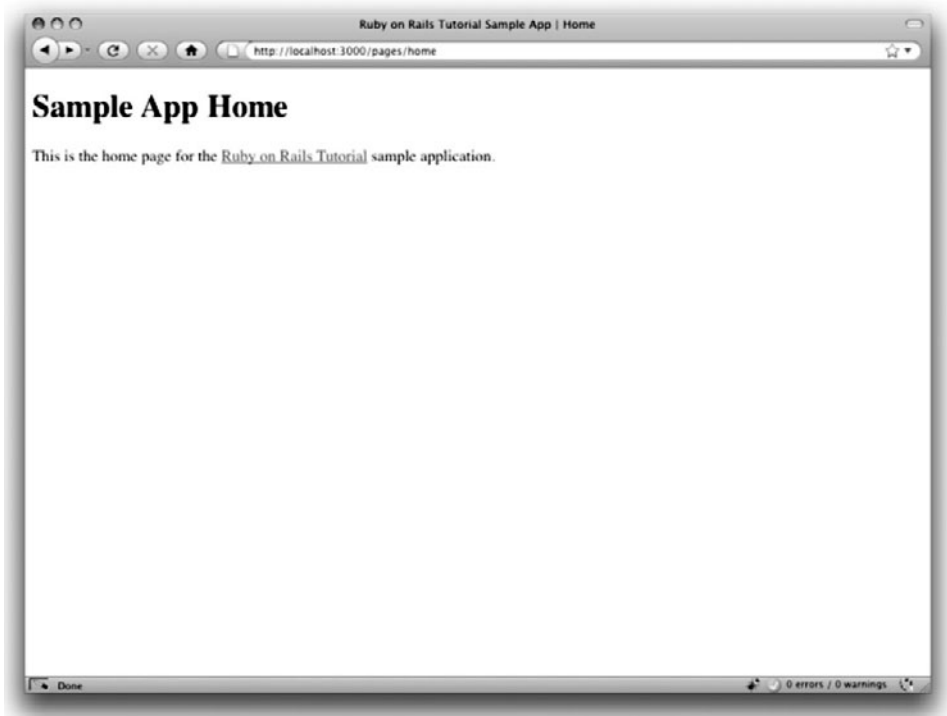 Ruby on Rails Tutorial Sample App | Home
http://localhost:3000/pages/home
Sample App Home
This is the home page for the Ruby on Rails Tutorial sample application.
Done
0 errors / 0 warnings